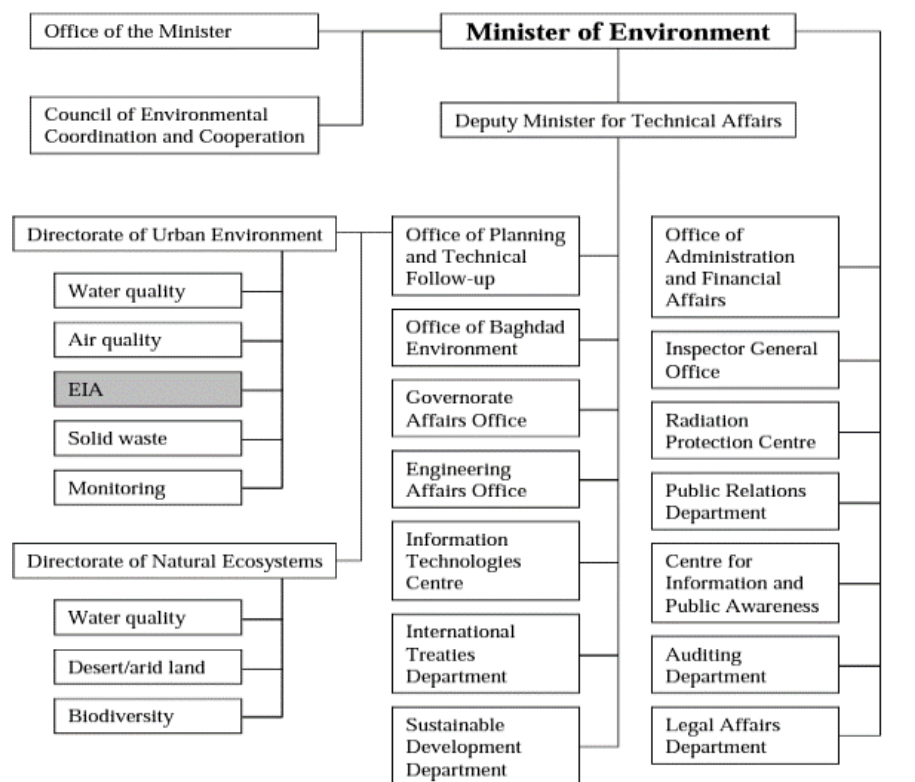 Office of the Minister
Minister of Environment
Council of Environmental
Coordination and Cooperation
Deputy Minister for Technical Affairs
Directorate of Urban Environment
Water quality
Air quality
EIA
Solid waste
Monitoring
Directorate of Natural Ecosystems
Water quality
Desert/arid land
Biodiversity
Office of Planning
and Technical
Follow-up
Office of Baghdad
Environment
Governorate
Affairs Office
Engineering
Affairs Office
Information
Technologies
Centre
International
Treaties
Department
Sustainable
Development
Department
Office of
Administration
and Financial
Affairs
Inspector General
Office
Radiation
Protection Centre
Public Relations
Department
Centre for
Information and
Public Awareness
Auditing
Department
Legal Affairs
Department